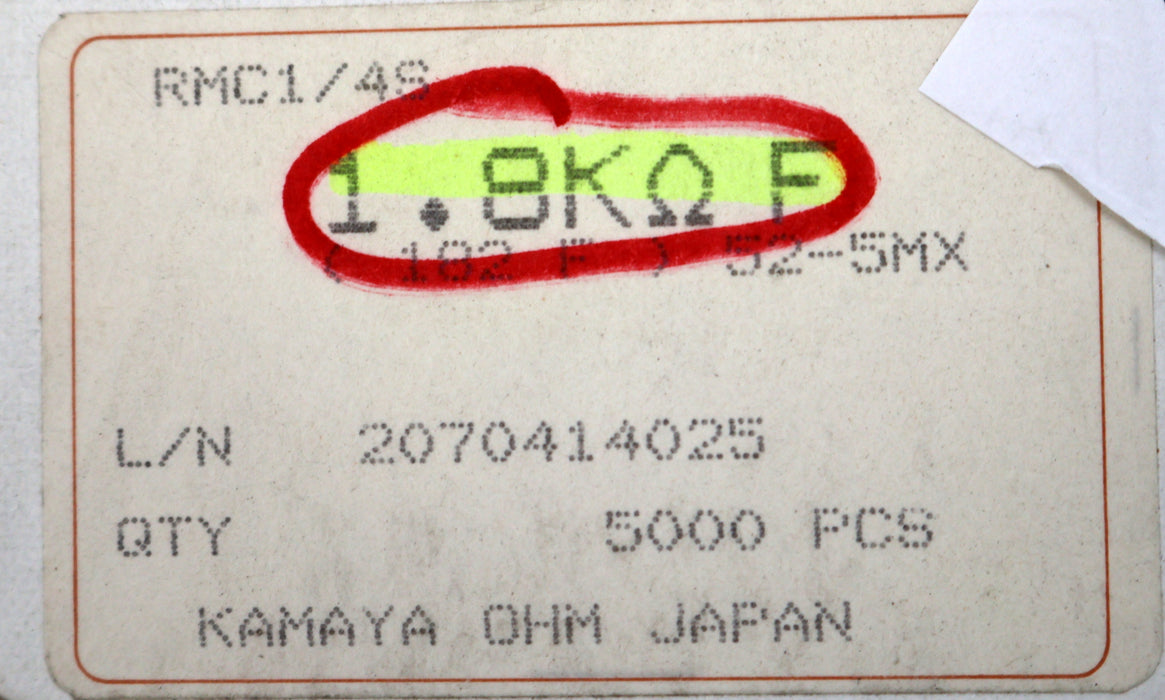 RMC1/4S
1.8KΩ F
( 182 F ) 52-5MX
L/N 2070414025
QTY 5000 PCS
KAMAYA OHM JAPAN